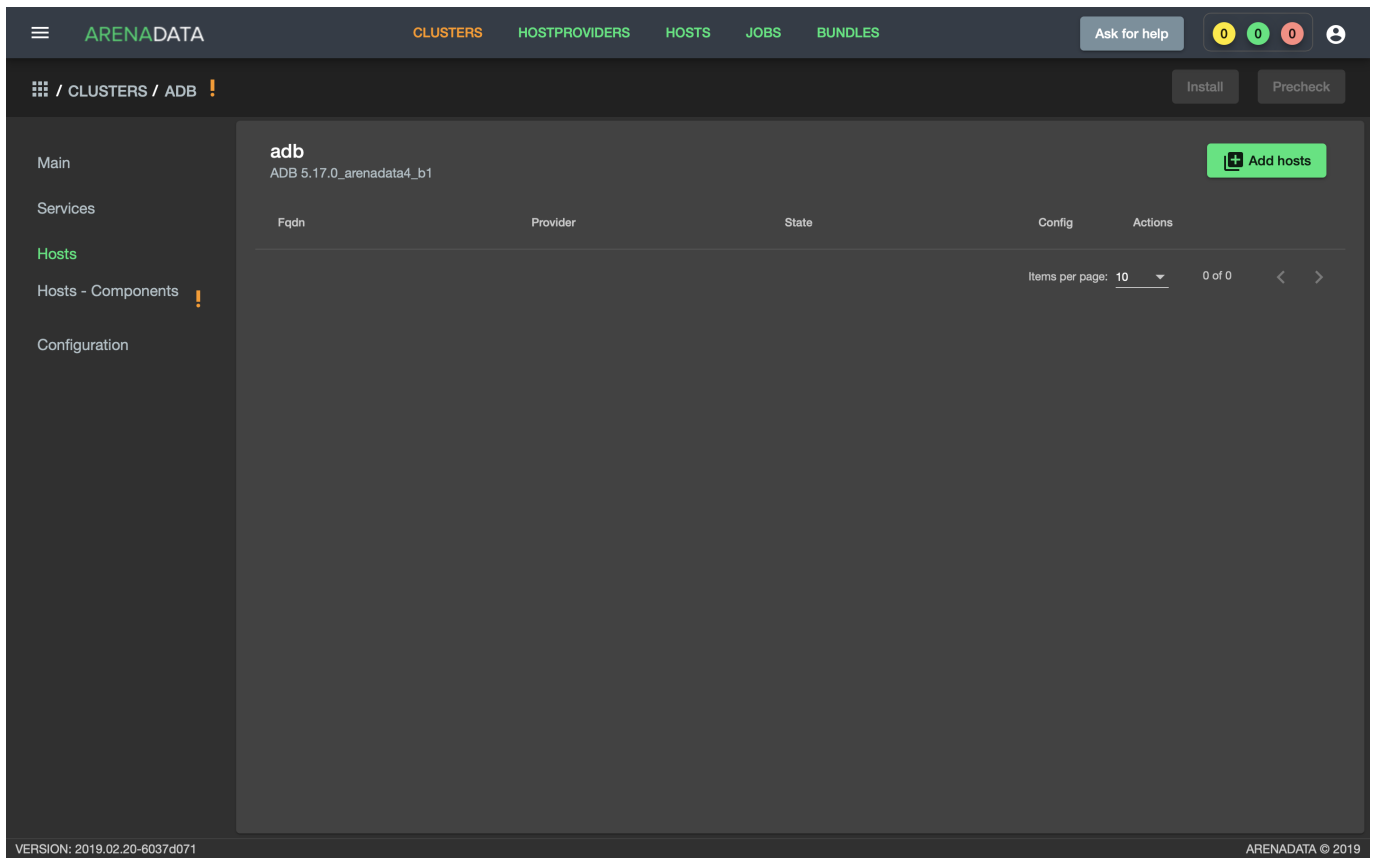 ARENADATA CLUSTERS HOSTPROVIDERS HOSTS JOBS BUNDLES Ask for help 0 0 0
/ CLUSTERS / ADB ! Install Precheck
Main
Services
Hosts
Hosts - Components !
Configuration
adb
ADB 5.17.0_arenadata4_b1
Add hosts
Fqdn Provider State Config Actions
Items per page: 10 0 of 0
VERSION: 2019.02.20-6037d071 ARENADATA © 2019